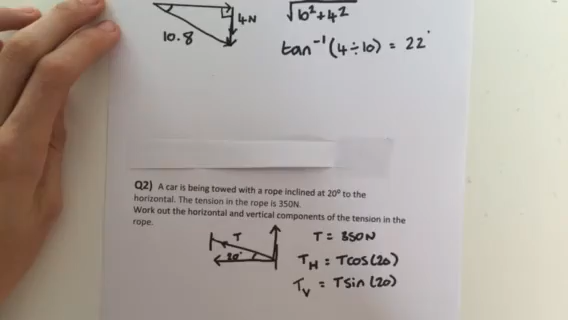 4N
10.8
√10²+4²
tan⁻¹(4÷10) = 22°
Q2) A car is being towed with a rope inclined at 20⁰ to the
horizontal. The tension in the rope is 350N.
Work out the horizontal and vertical components of the tension in the
rope.
T
20°
T = 350N
T_H = Tcos(20)
T_V = Tsin(20)